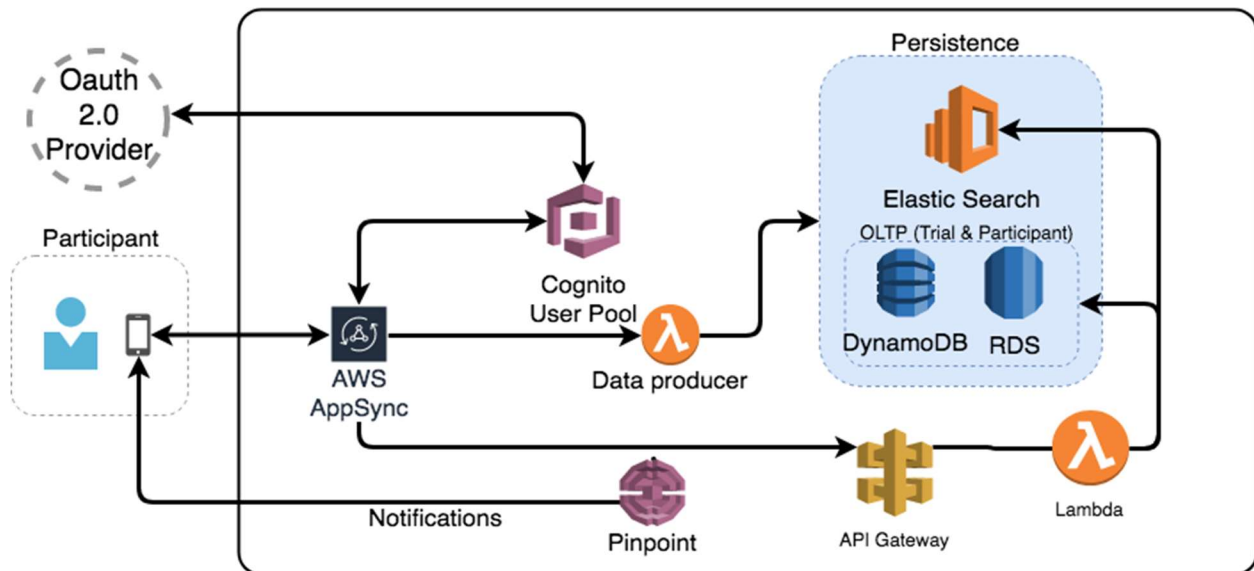 Oauth
2.0
Provider
Participant
Persistence
Elastic Search
OLTP (Trial & Participant)
DynamoDB
RDS
Cognito
User Pool
AWS
AppSync
Data producer
Notifications
Pinpoint
API Gateway
Lambda